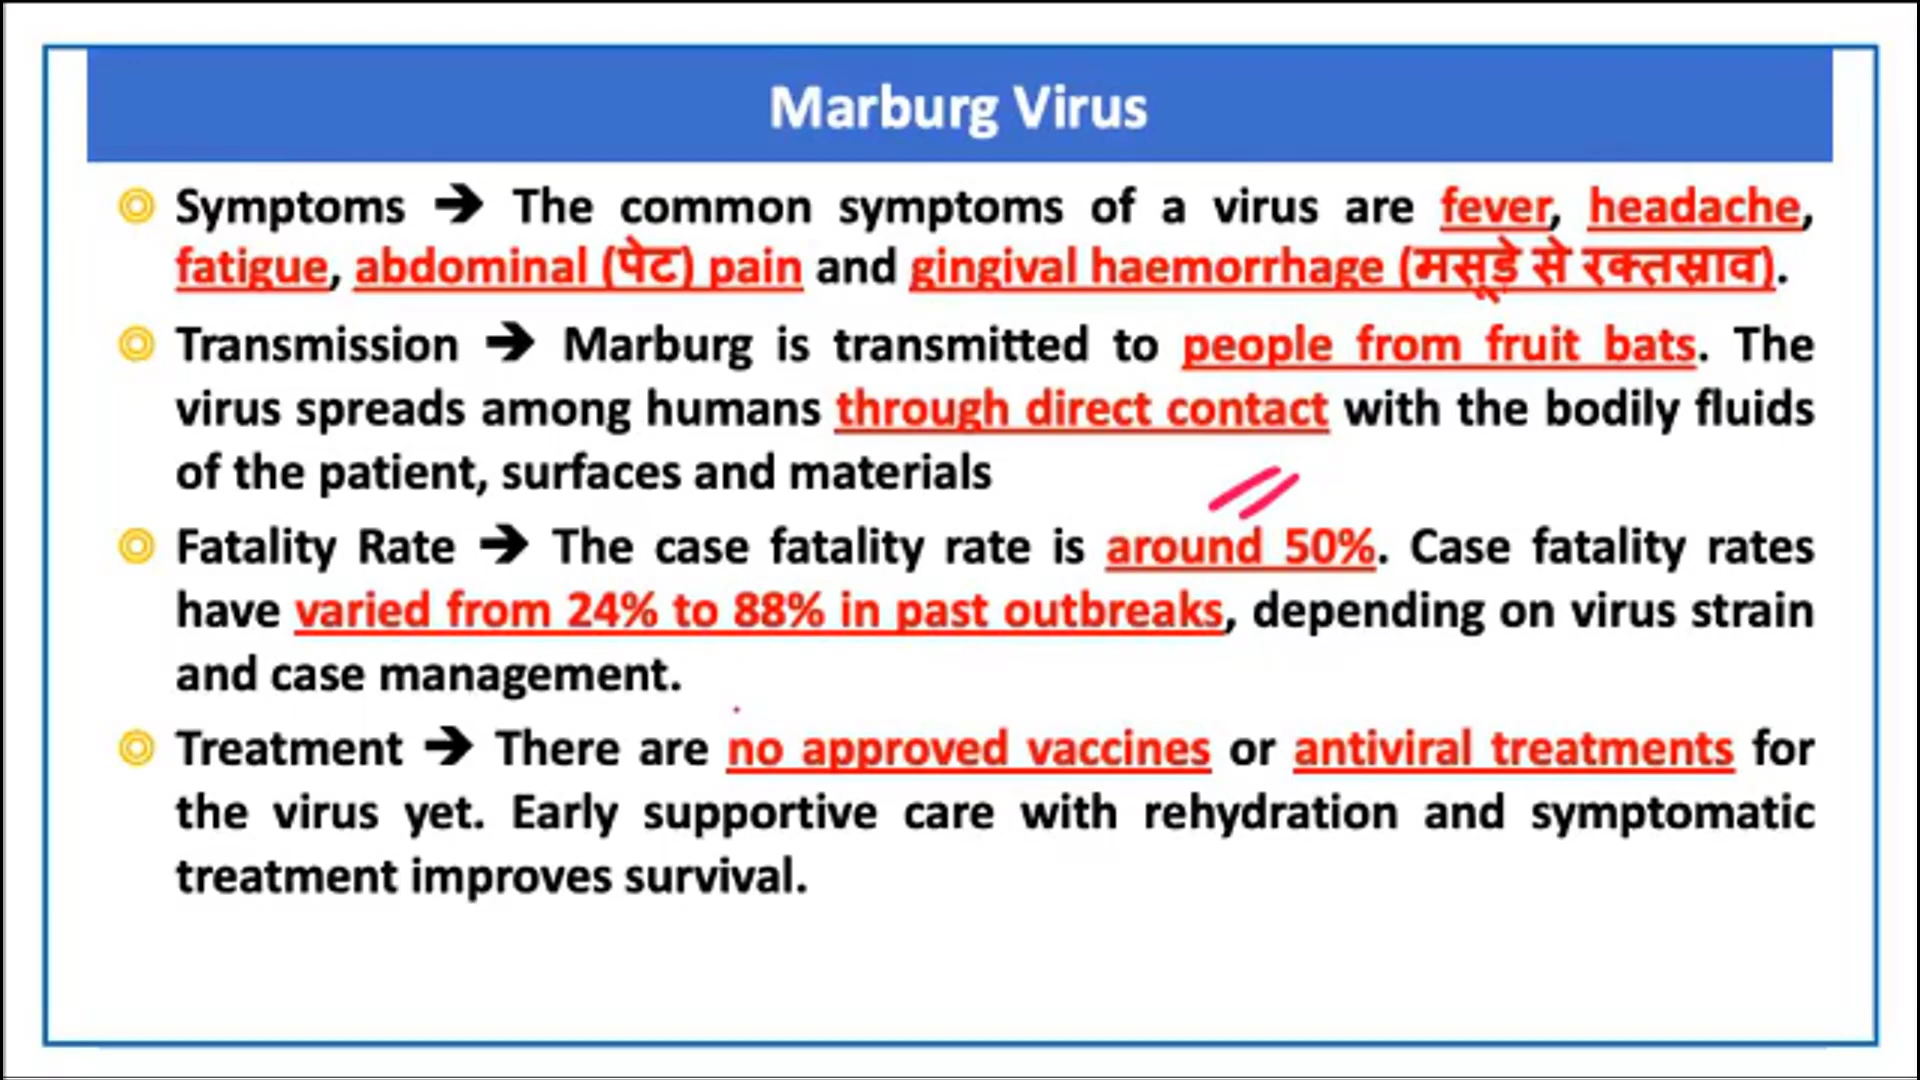 Marburg Virus
Symptoms ➔ The common symptoms of a virus are fever, headache,
fatigue, abdominal (पेट) pain and gingival haemorrhage (मसूड़े से रक्तस्राव).
Transmission ➔ Marburg is transmitted to people from fruit bats. The
virus spreads among humans through direct contact with the bodily fluids
of the patient, surfaces and materials
Fatality Rate ➔ The case fatality rate is around 50%. Case fatality rates
have varied from 24% to 88% in past outbreaks, depending on virus strain
and case management.
Treatment ➔ There are no approved vaccines or antiviral treatments for
the virus yet. Early supportive care with rehydration and symptomatic
treatment improves survival.